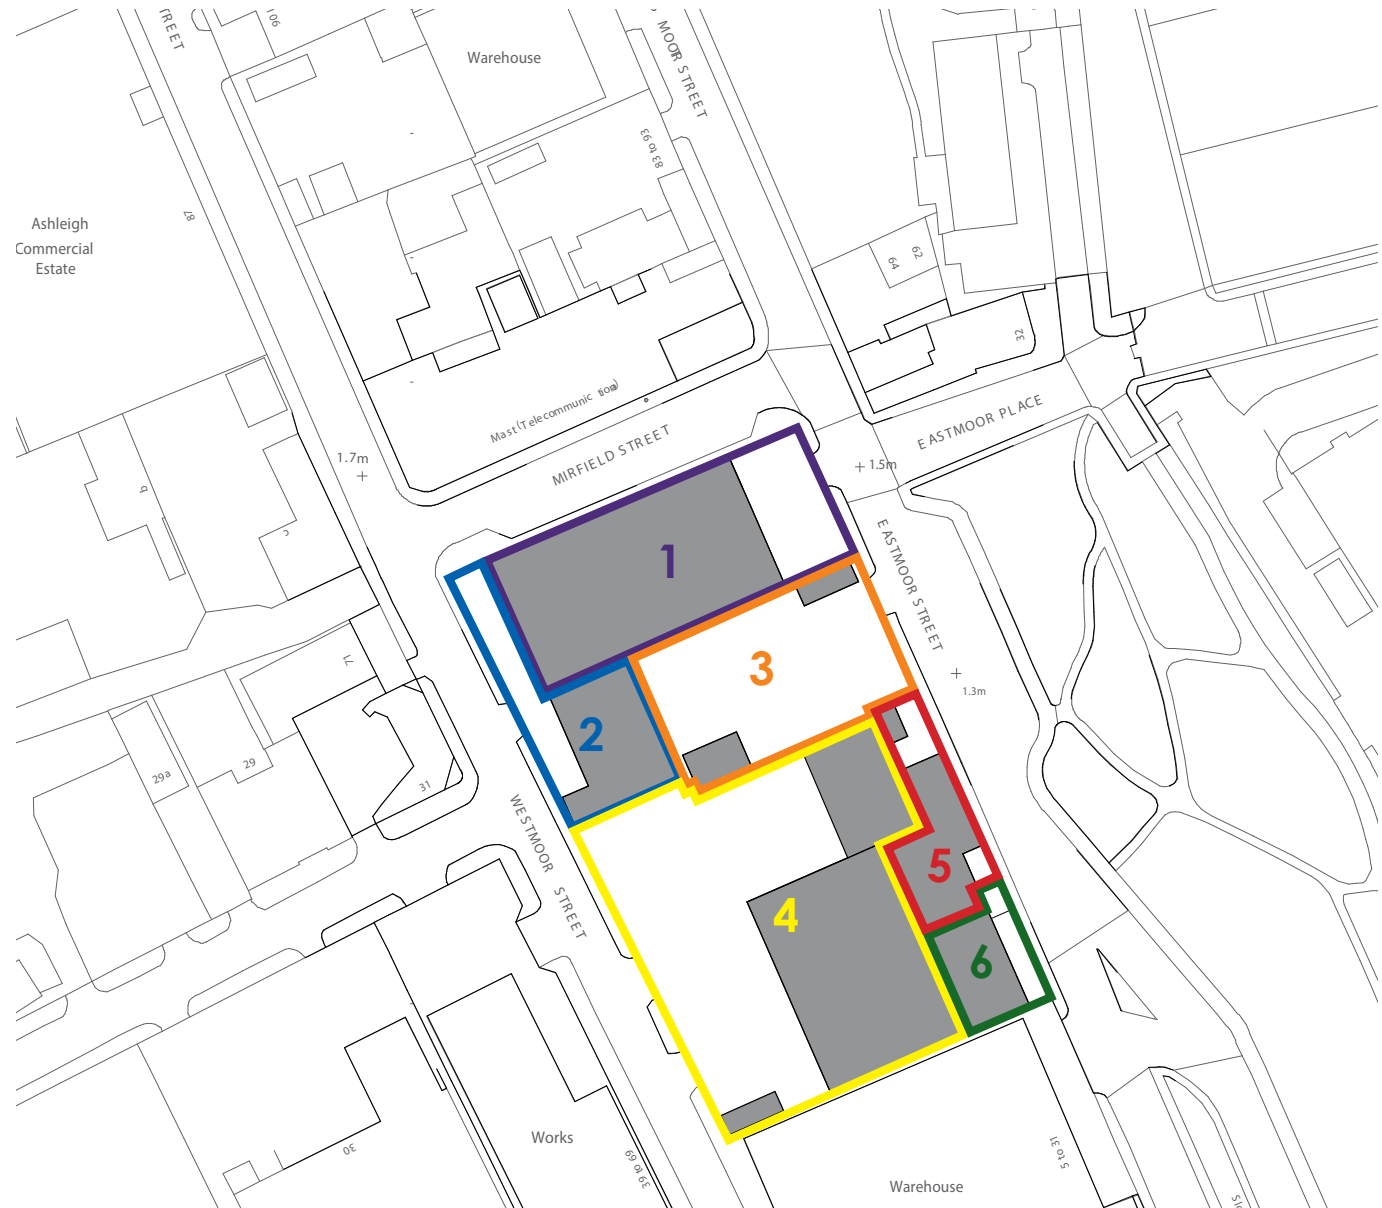 TREET
90
MOOR STREET
Warehouse
83 to 93
Ashleigh
Commercial
Estate
87
62
64
32
Mast (Telecommunication)
MIRFIELD STREET
EASTMOOR PLACE
1.7m
1.5m
b
c
1
EASTMOOR STREET
71
3
1.3m
2
29a
29
31
WESTMOOR STREET
5
4
6
30
Works
39 to 69
5 to 31
Warehouse